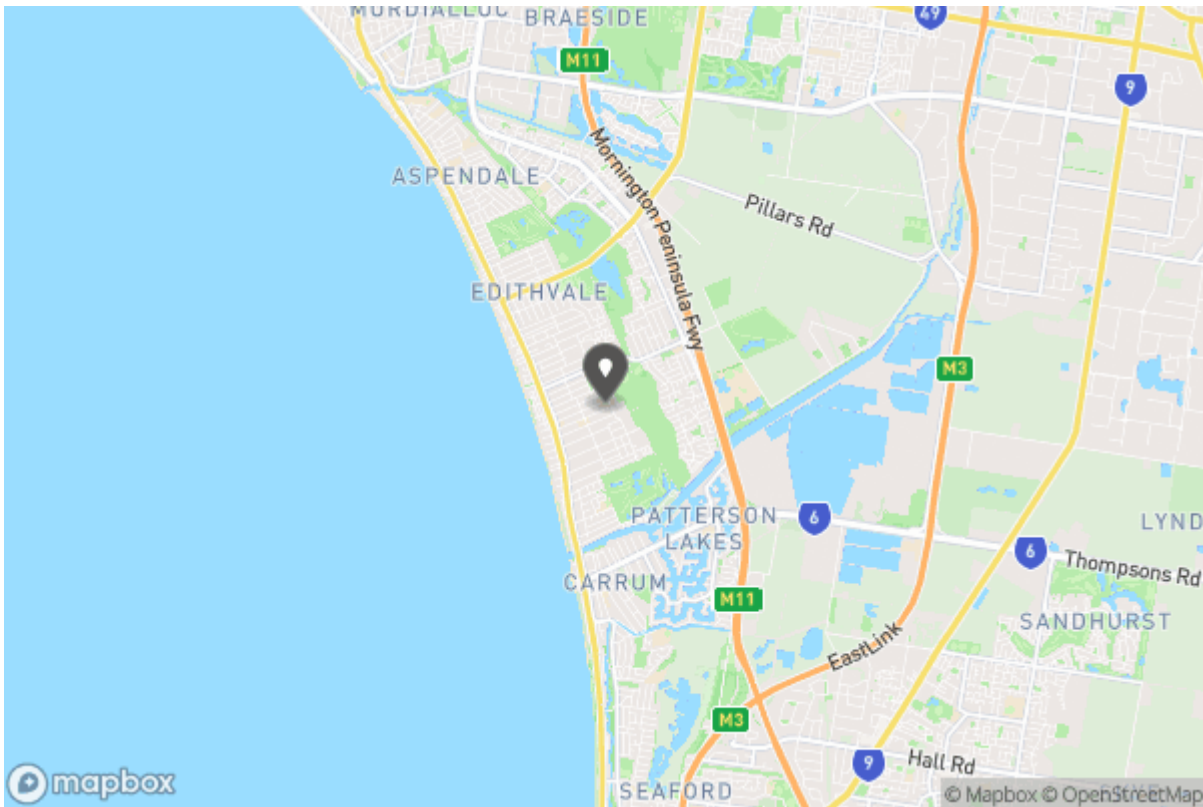 MORDIALLOC
BRAESIDE
49
M11
9
Mornington Peninsula Fwy
ASPENDALE
Pillars Rd
EDITHVALE
M3
PATTERSON
LAKES
6
LYND
6
Thompsons Rd
CARRUM
M11
SANDHURST
EastLink
M3
9
Hall Rd
SEAFORD
mapbox
© Mapbox © OpenStreetMap